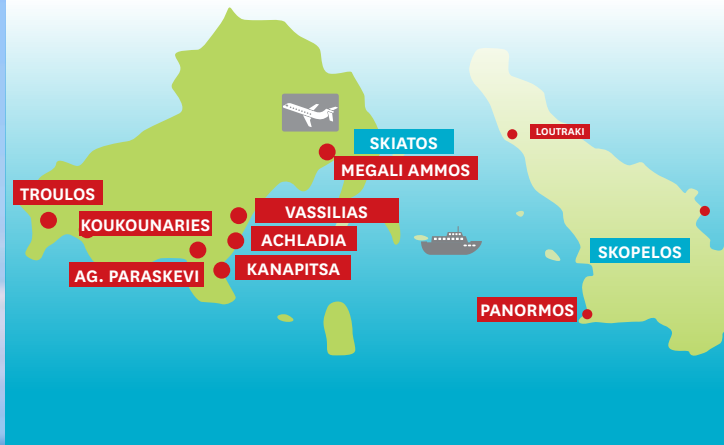 LOUTRAKI
SKIATOS
MEGALI AMMOS
TROULOS
VASSILIAS
KOUKOUNARIES
ACHLADIA
SKOPELOS
KANAPITSA
AG. PARASKEVI
PANORMOS